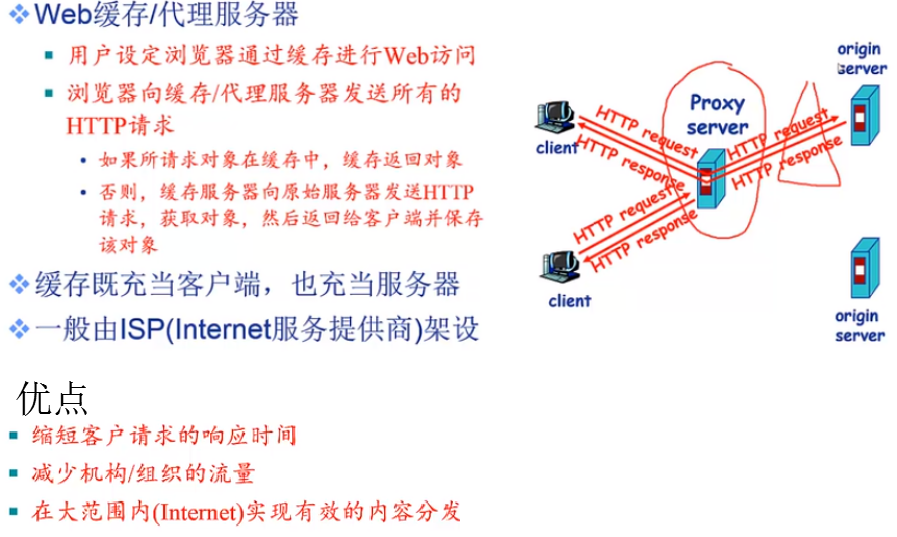 Web缓存/代理服务器
用户设定浏览器通过缓存进行Web访问
浏览器向缓存/代理服务器发送所有的
HTTP请求
如果所请求对象在缓存中，缓存返回对象
否则，缓存服务器向原始服务器发送HTTP
请求，获取对象，然后返回给客户端并保存
该对象
缓存既充当客户端，也充当服务器
一般由ISP(Internet服务提供商)架设
origin
server
Proxy
server
client
HTTP request
HTTP response
HTTP request
HTTP response
HTTP request
HTTP response
client
origin
server
优点
缩短客户请求的响应时间
减少机构/组织的流量
在大范围内(Internet)实现有效的内容分发